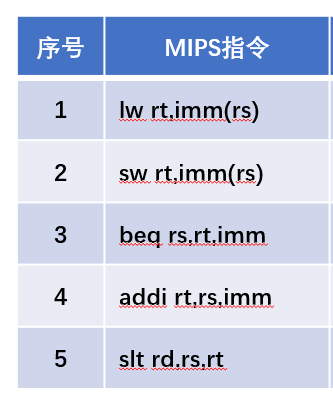 序号 MIPS指令
1 lw rt,imm(rs)
2 sw rt,imm(rs)
3 beq rs,rt,imm
4 addi rt,rs,imm
5 slt rd,rs,rt